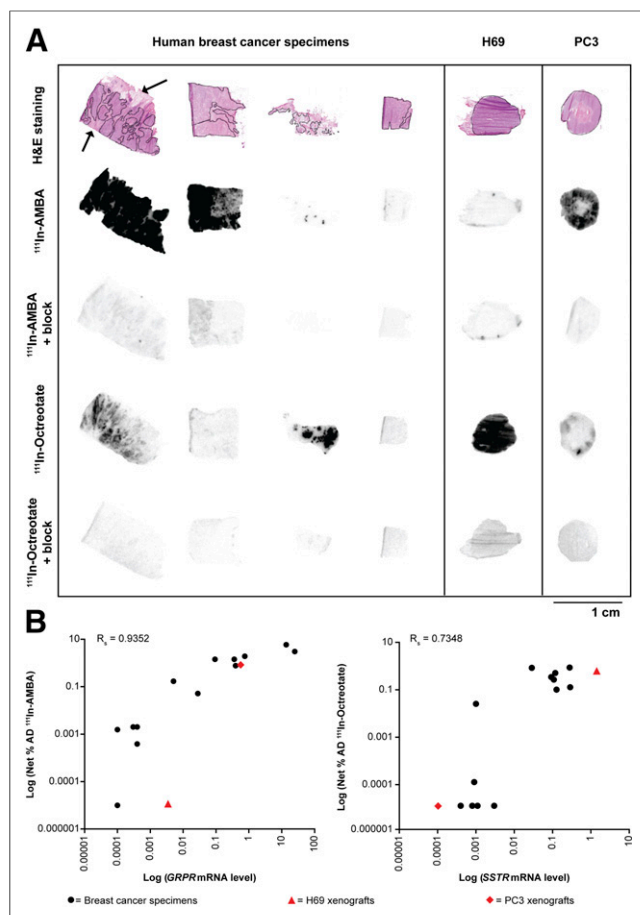 A
Human breast cancer specimens
H69
PC3
H&E staining
¹¹¹In-AMBA
¹¹¹In-AMBA
+ block
¹¹¹In-Octreotate
¹¹¹In-Octreotate
+ block
1 cm
B
Rs = 0.9352
Log (Net % AD ¹¹¹In-AMBA)
10
0.1
0.001
0.0001
0.000001
0.00001
0.0001
0.001
0.01
0.1
1
10
100
Log (GRPR mRNA level)
Rs = 0.7348
Log (Net % AD ¹¹¹In-Octreotate)
10
0.1
0.001
0.0001
0.000001
0.00001
0.0001
0.001
0.01
0.1
1
10
Log (SSTR mRNA level)
= Breast cancer specimens
= H69 xenografts
= PC3 xenografts